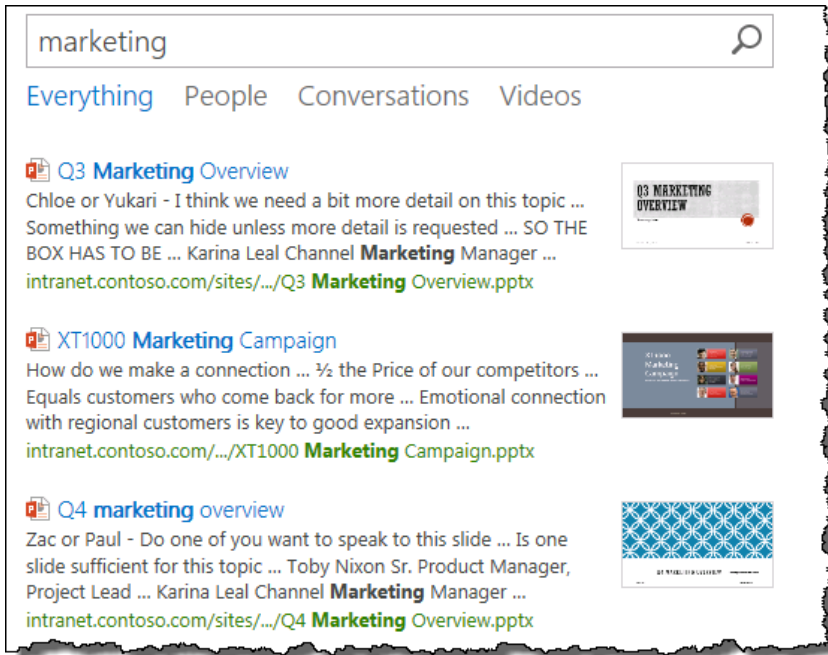 marketing
Everything People Conversations Videos
Q3 Marketing Overview
Chloe or Yukari - I think we need a bit more detail on this topic ...
Something we can hide unless more detail is requested ... SO THE
BOX HAS TO BE ... Karina Leal Channel Marketing Manager ...
intranet.contoso.com/sites/.../Q3 Marketing Overview.pptx
Q3 MARKETING
OVERVIEW
XT1000 Marketing Campaign
How do we make a connection ... ½ the Price of our competitors ...
Equals customers who come back for more ... Emotional connection
with regional customers is key to good expansion ...
intranet.contoso.com/.../XT1000 Marketing Campaign.pptx
XT1000
Marketing
Campaign
Q4 marketing overview
Zac or Paul - Do one of you want to speak to this slide ... Is one
slide sufficient for this topic ... Toby Nixon Sr. Product Manager,
Project Lead ... Karina Leal Channel Marketing Manager ...
intranet.contoso.com/sites/.../Q4 Marketing Overview.pptx
Q4 MARKETING OVERVIEW